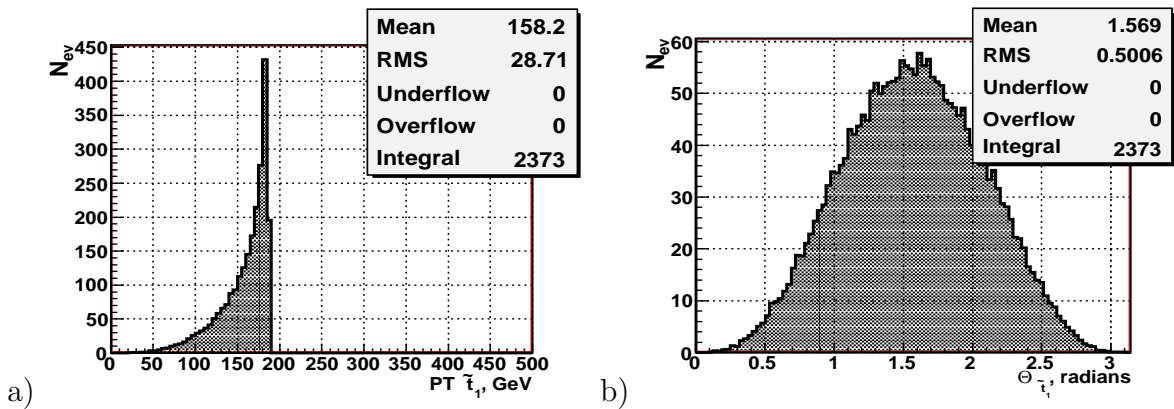 Mean 158.2
RMS 28.71
Underflow 0
Overflow 0
Integral 2373
N_ev
450
400
350
300
250
200
150
100
50
0
0 50 100 150 200 250 300 350 400 450 500
PT t̃_1, GeV
a)
Mean 1.569
RMS 0.5006
Underflow 0
Overflow 0
Integral 2373
N_ev
60
50
40
30
20
10
0
0 0.5 1 1.5 2 2.5 3
Θ_t̃_1, radians
b)